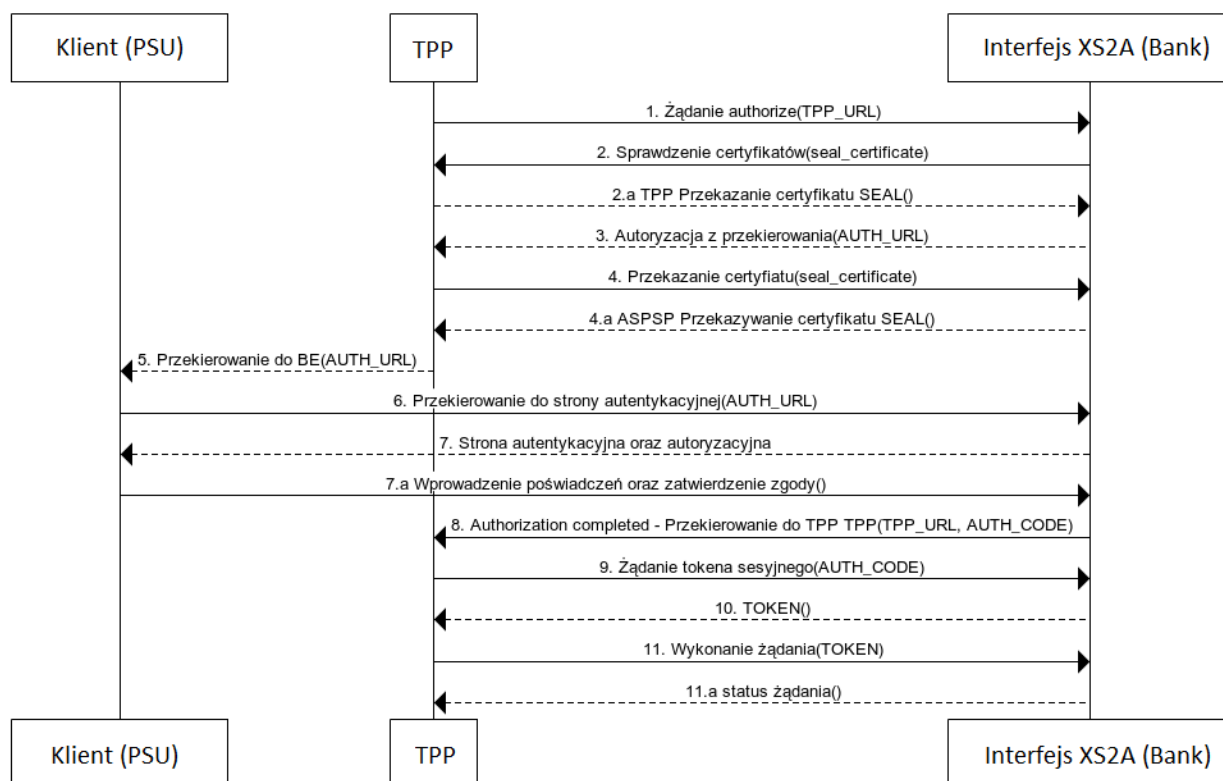 Klient (PSU)
TPP
Interfejs XS2A (Bank)
1. Żądanie authorize(TPP_URL)
2. Sprawdzenie certyfikatów(seal_certificate)
2.a TPP Przekazanie certyfikatu SEAL()
3. Autoryzacja z przekierowania(AUTH_URL)
4. Przekazanie certyfiatu(seal_certificate)
4.a ASPSP Przekazywanie certyfikatu SEAL()
5. Przekierowanie do BE(AUTH_URL)
6. Przekierowanie do strony autentykacyjnej(AUTH_URL)
7. Strona autentykacyjna oraz autoryzacyjna
7.a Wprowadzenie poświadczeń oraz zatwierdzenie zgody()
8. Authorization completed - Przekierowanie do TPP TPP(TPP_URL, AUTH_CODE)
9. Żądanie tokena sesyjnego(AUTH_CODE)
10. TOKEN()
11. Wykonanie żądania(TOKEN)
11.a status żądania()
Klient (PSU)
TPP
Interfejs XS2A (Bank)